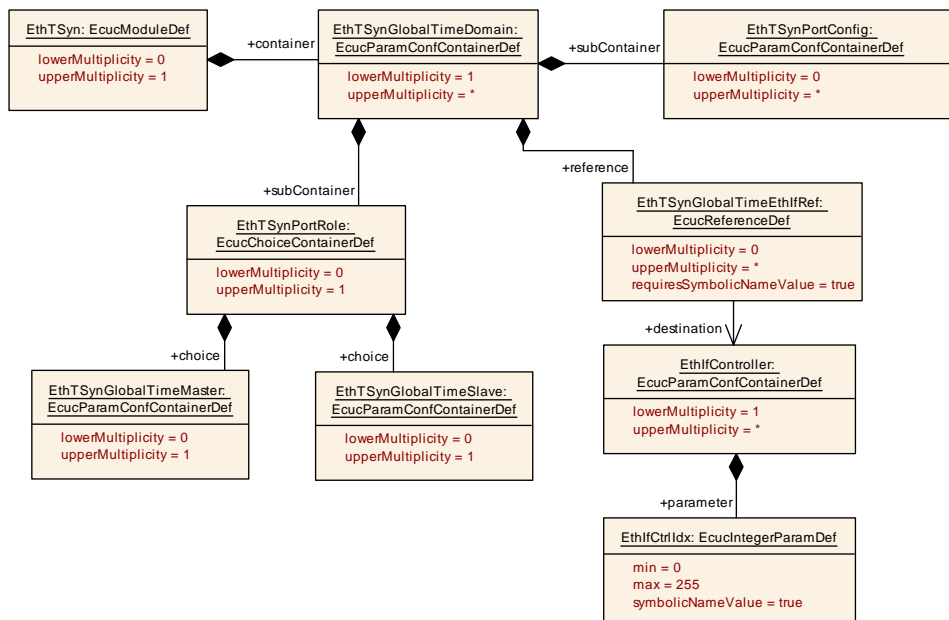 EthTSyn: EcucModuleDef
lowerMultiplicity = 0
upperMultiplicity = 1
+container
EthTSynGlobalTimeDomain:
EcucParamConfContainerDef
lowerMultiplicity = 1
upperMultiplicity = *
+subContainer
EthTSynPortConfig:
EcucParamConfContainerDef
lowerMultiplicity = 0
upperMultiplicity = *
+subContainer
+reference
EthTSynPortRole:
EcucChoiceContainerDef
lowerMultiplicity = 0
upperMultiplicity = 1
EthTSynGlobalTimeEthIfRef:
EcucReferenceDef
lowerMultiplicity = 0
upperMultiplicity = *
requiresSymbolicNameValue = true
+choice
+choice
+destination
EthTSynGlobalTimeMaster:
EcucParamConfContainerDef
lowerMultiplicity = 0
upperMultiplicity = 1
EthTSynGlobalTimeSlave:
EcucParamConfContainerDef
lowerMultiplicity = 0
upperMultiplicity = 1
EthIfController:
EcucParamConfContainerDef
lowerMultiplicity = 1
upperMultiplicity = *
+parameter
EthIfCtrlIdx: EcucIntegerParamDef
min = 0
max = 255
symbolicNameValue = true